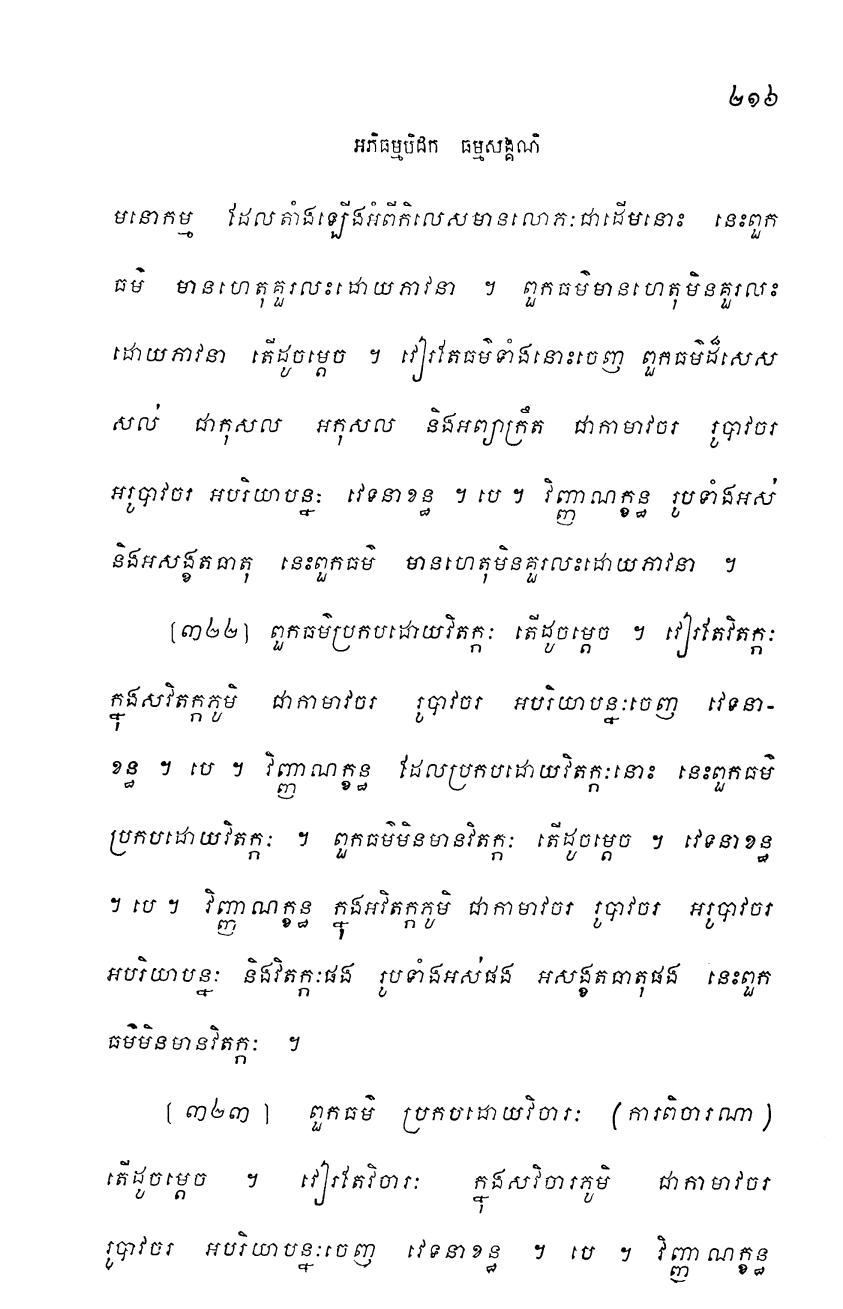 ២១៦
អភិធម្មបិដក ធម្មសង្គណី
មនោកម្ម ដែលតាំងឡើងអំពីកិលេសមានលោភៈជាដើមនោះ នេះពួក
ធម៌ មានហេតុគួរលះដោយភាវនា ។ ពួកធម៌មានហេតុមិនគួរលះ
ដោយភាវនា តើដូចម្តេច ។ វៀរតែធម៌ទាំងនោះចេញ ពួកធម៌ដ៏សេស
សល់ ជាកុសល អកុសល និងអព្យាក្រឹត ជាកាមាវចរ រូបាវចរ
អរូបាវចរ អបរិយាបន្នៈ វេទនាខន្ធ ។ បេ ។ វិញ្ញាណក្ខន្ធ រូបទាំងអស់
និងអសង្ខតធាតុ នេះពួកធម៌ មានហេតុមិនគួរលះដោយភាវនា ។
[៣២២] ពួកធម៌ប្រកបដោយវិតក្កៈ តើដូចម្តេច ។ វៀរតែវិតក្កៈ
ក្នុងសវិតក្កភូមិ ជាកាមាវចរ រូបាវចរ អបរិយាបន្នៈចេញ វេទនា-
ខន្ធ ។ បេ ។ វិញ្ញាណក្ខន្ធ ដែលប្រកបដោយវិតក្កៈនោះ នេះពួកធម៌
ប្រកបដោយវិតក្កៈ ។ ពួកធម៌មិនមានវិតក្កៈ តើដូចម្តេច ។ វេទនាខន្ធ
។ បេ ។ វិញ្ញាណក្ខន្ធ ក្នុងអវិតក្កភូមិ ជាកាមាវចរ រូបាវចរ អរូបាវចរ
អបរិយាបន្នៈ និងវិតក្កៈផង រូបទាំងអស់ផង អសង្ខតធាតុផង នេះពួក
ធម៌មិនមានវិតក្កៈ ។
[ ៣២៣ ] ពួកធម៌ ប្រកបដោយវិចារៈ (ការពិចារណា )
តើដូចម្តេច ។ វៀរតែវិចារៈ ក្នុងសវិចារភូមិ ជាកាមាវចរ
រូបាវចរ អបរិយាបន្នៈចេញ វេទនាខន្ធ ។ បេ ។ វិញ្ញាណក្ខន្ធ